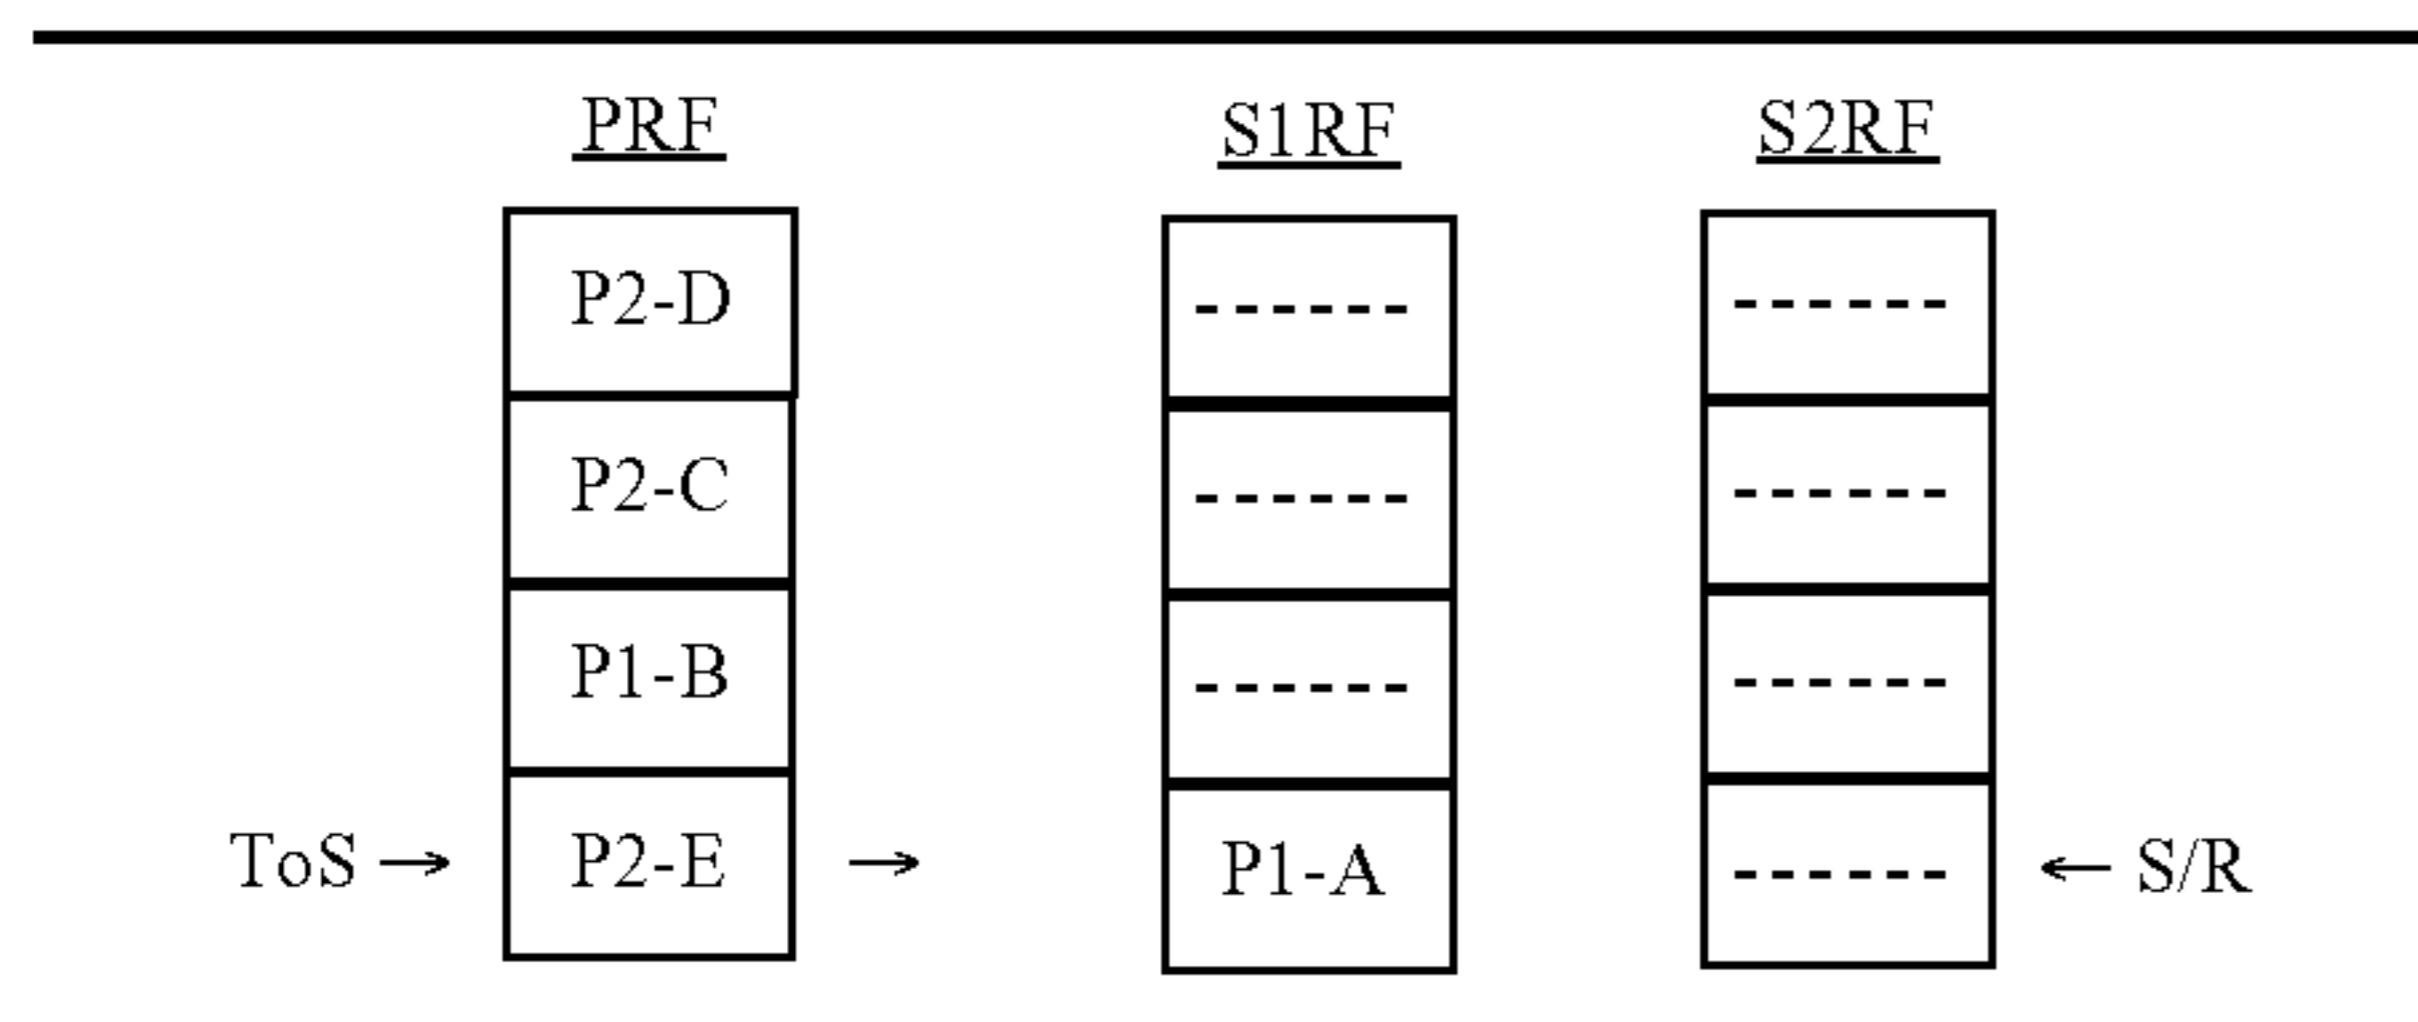 PRF S1RF S2RF
P2-D ------ ------
P2-C ------ ------
P1-B ------ ------
ToS → P2-E → P1-A ------ ← S/R